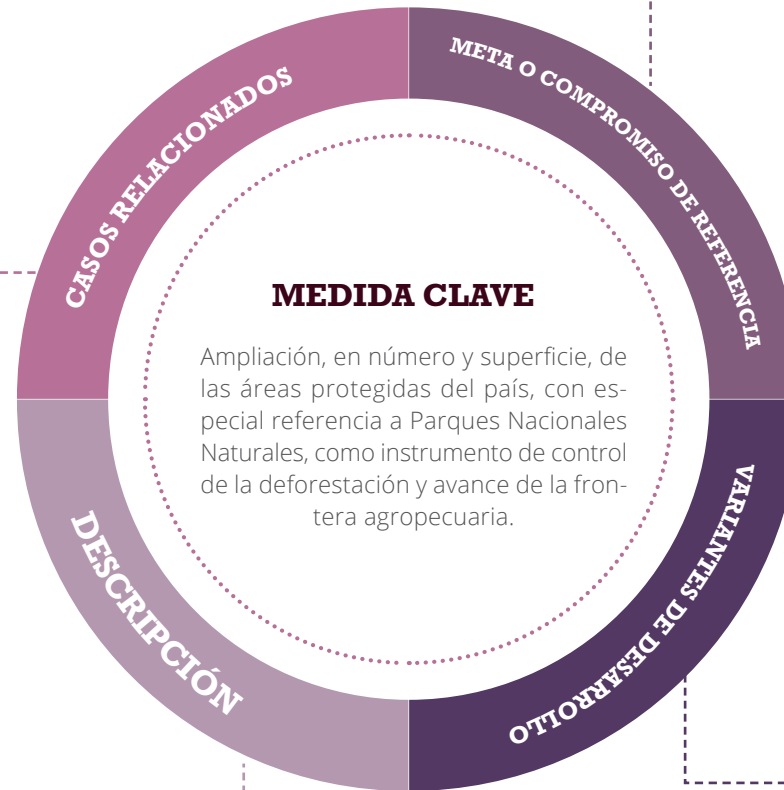 CASOS RELACIONADOS
META O COMPROMISO DE REFERENCIA
MEDIDA CLAVE
Ampliación, en número y superficie, de
las áreas protegidas del país, con es-
pecial referencia a Parques Nacionales
Naturales, como instrumento de control
de la deforestación y avance de la fron-
tera agropecuaria.
DESCRIPCIÓN
VARIANTES DE DESARROLLO